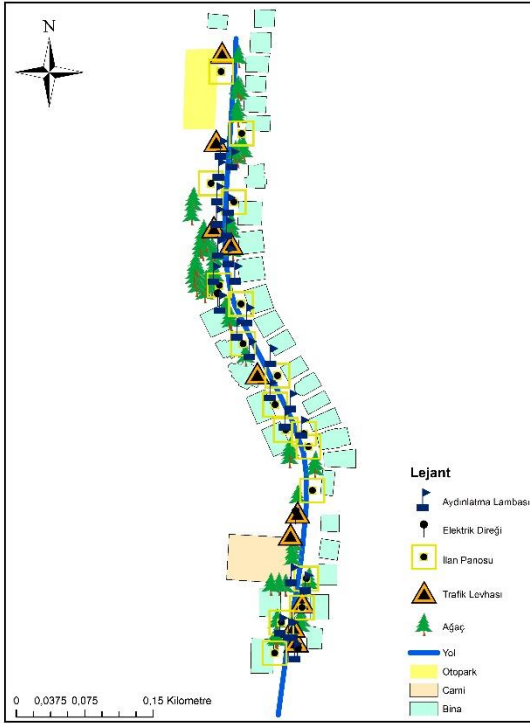 N
Lejant
Aydınlatma Lambası
Elektrik Direği
İlan Panosu
Trafik Levhası
Ağaç
Yol
Otopark
Cami
Bina
0 0,0375 0,075 0,15 Kilometre